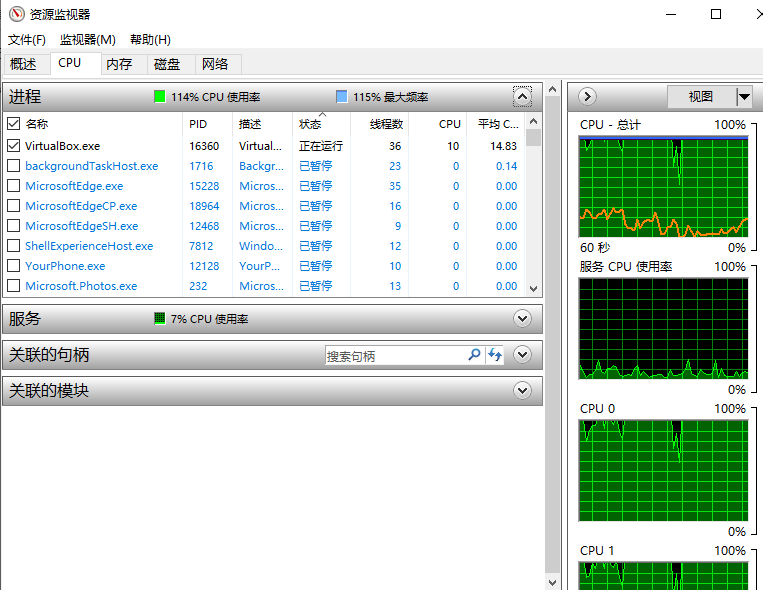 资源监视器
文件(F) 监视器(M) 帮助(H)
概述 CPU 内存 磁盘 网络
进程 114% CPU 使用率 115% 最大频率
名称 PID 描述 状态 线程数 CPU 平均 C...
VirtualBox.exe 16360 Virtual... 正在运行 36 10 14.83
backgroundTaskHost.exe 1716 Backgr... 已暂停 23 0 0.14
MicrosoftEdge.exe 15228 Micros... 已暂停 35 0 0.00
MicrosoftEdgeCP.exe 18964 Micros... 已暂停 16 0 0.00
MicrosoftEdgeSH.exe 12468 Micros... 已暂停 9 0 0.00
ShellExperienceHost.exe 7812 Windo... 已暂停 12 0 0.00
YourPhone.exe 12128 YourP... 已暂停 10 0 0.00
Microsoft.Photos.exe 232 Micros... 已暂停 13 0 0.00
服务 7% CPU 使用率
关联的句柄 搜索句柄
关联的模块
视图
CPU - 总计 100%
60 秒 0%
服务 CPU 使用率 100%
0%
CPU 0 100%
0%
CPU 1 100%